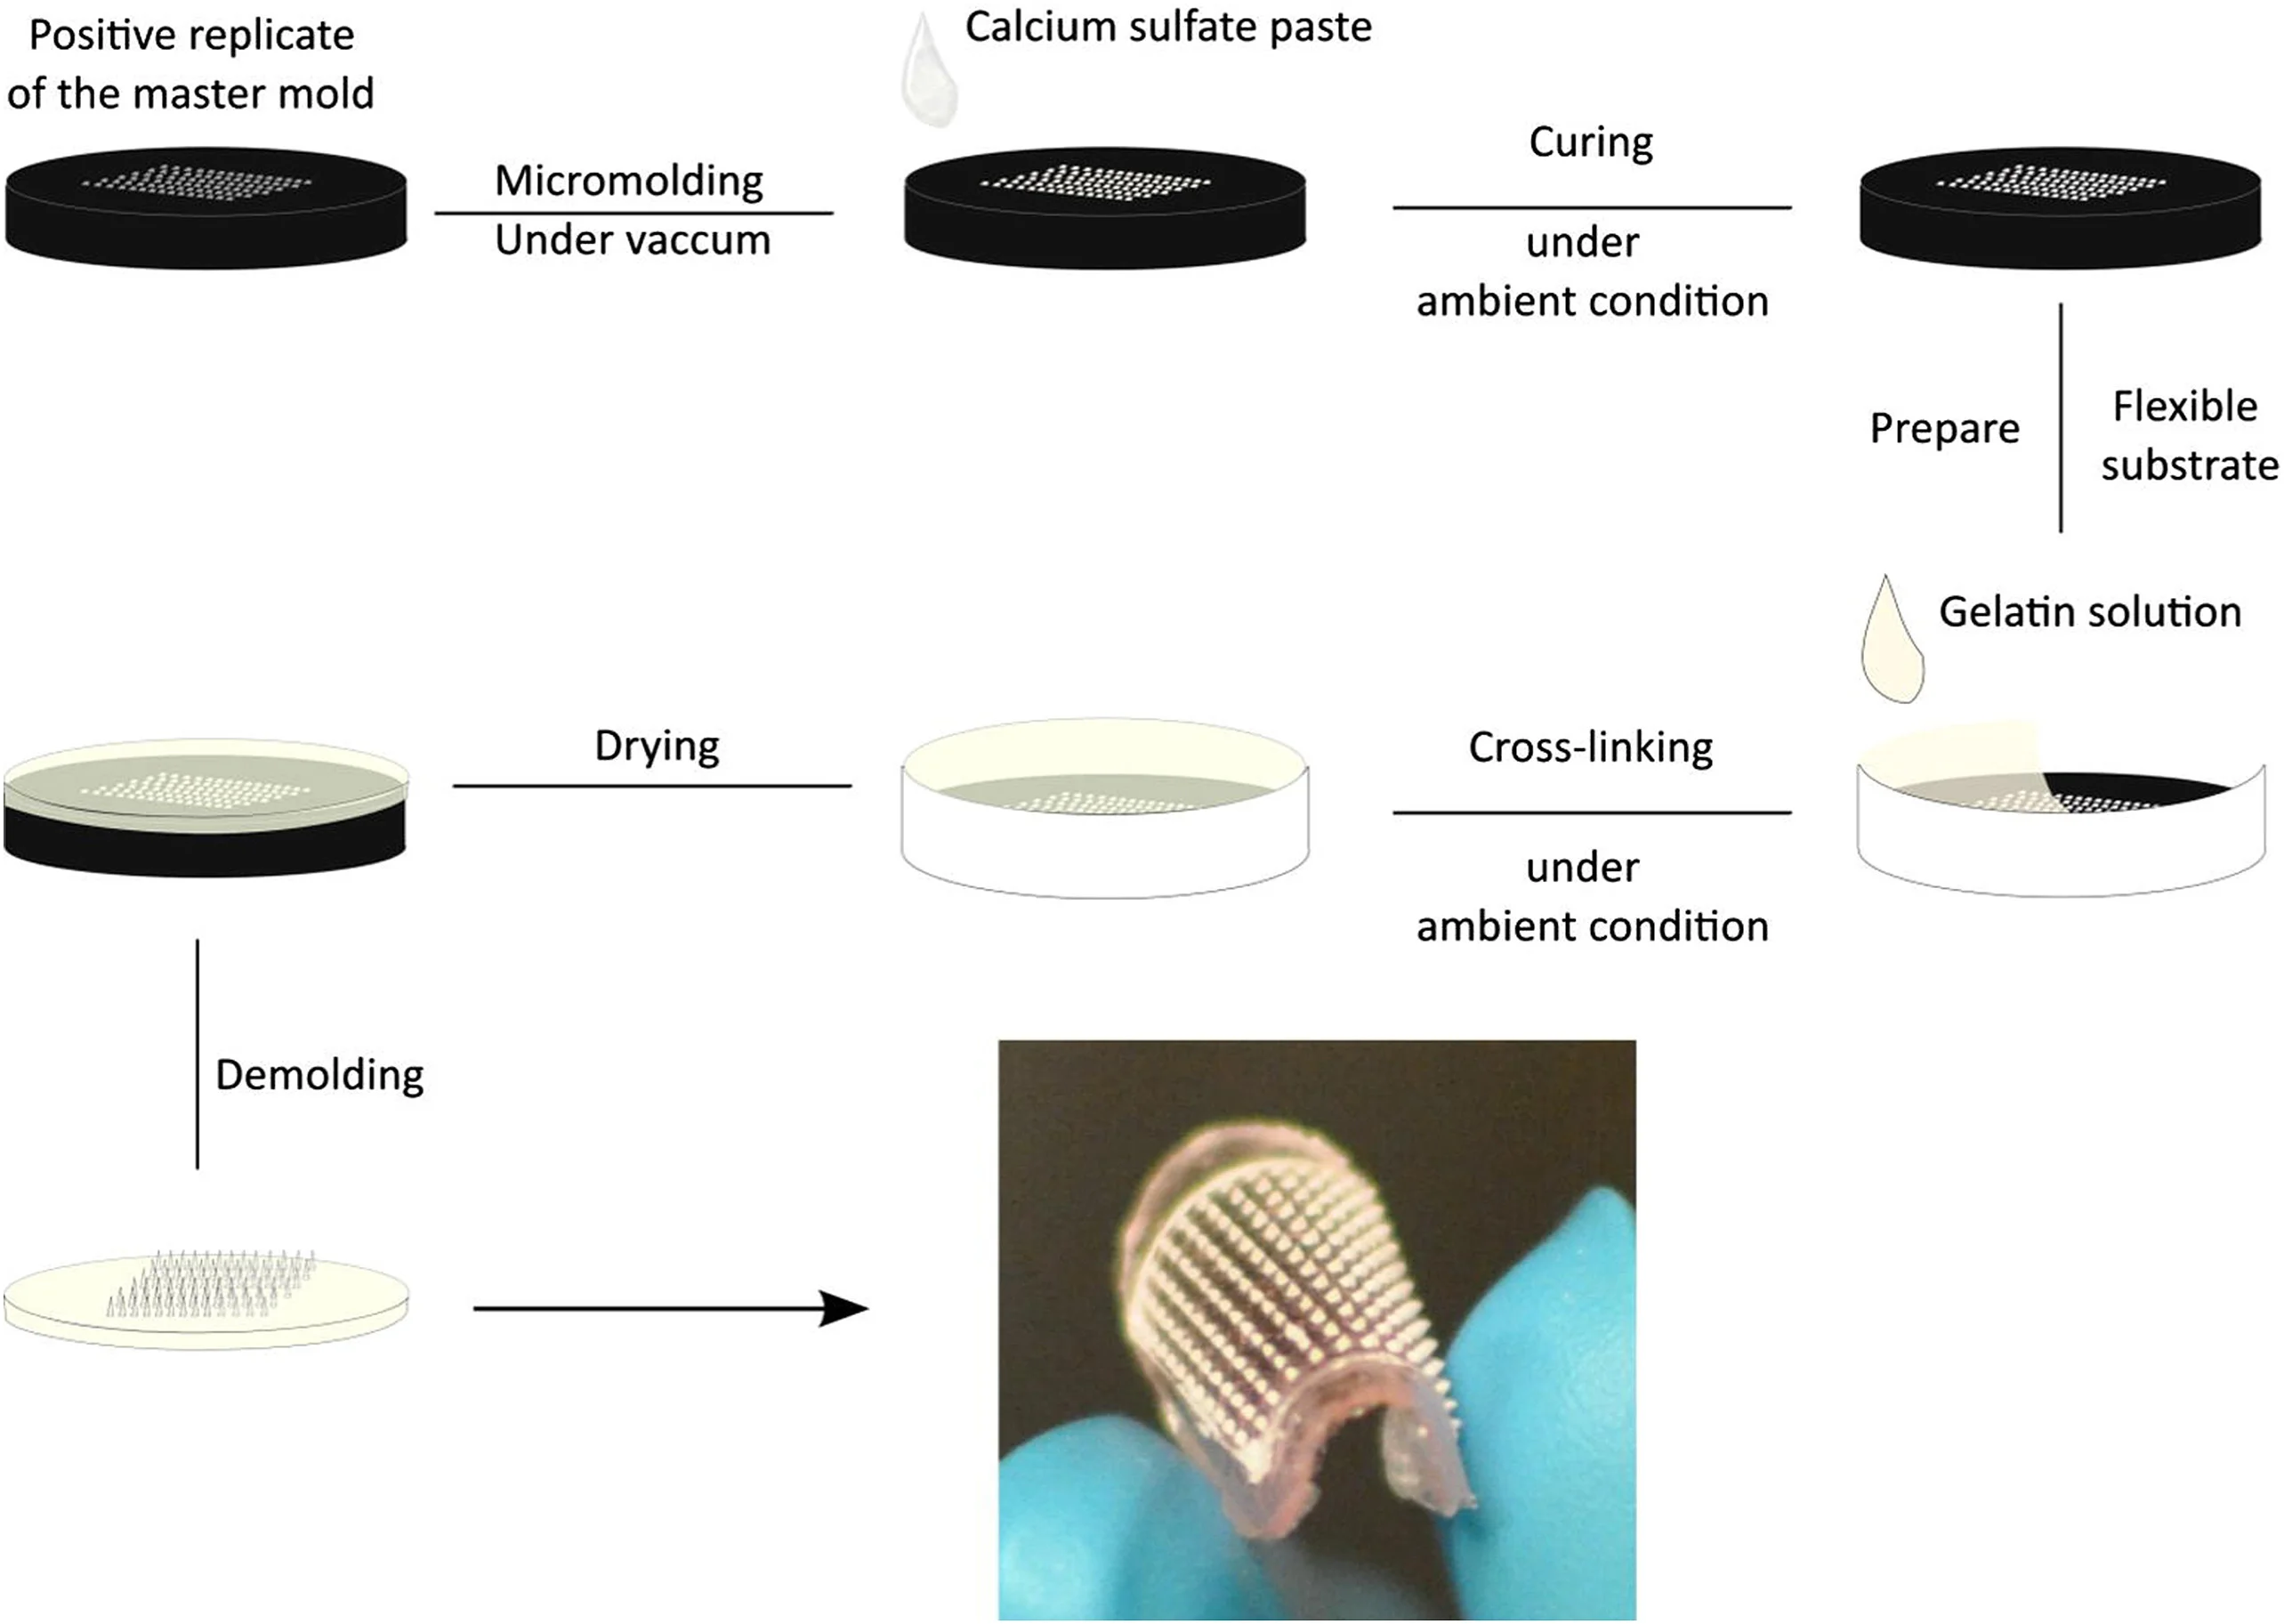 Positive replicate
of the master mold
Micromolding
Under vaccum
Calcium sulfate paste
Curing
under
ambient condition
Prepare
Flexible
substrate
Gelatin solution
Cross-linking
under
ambient condition
Drying
Demolding